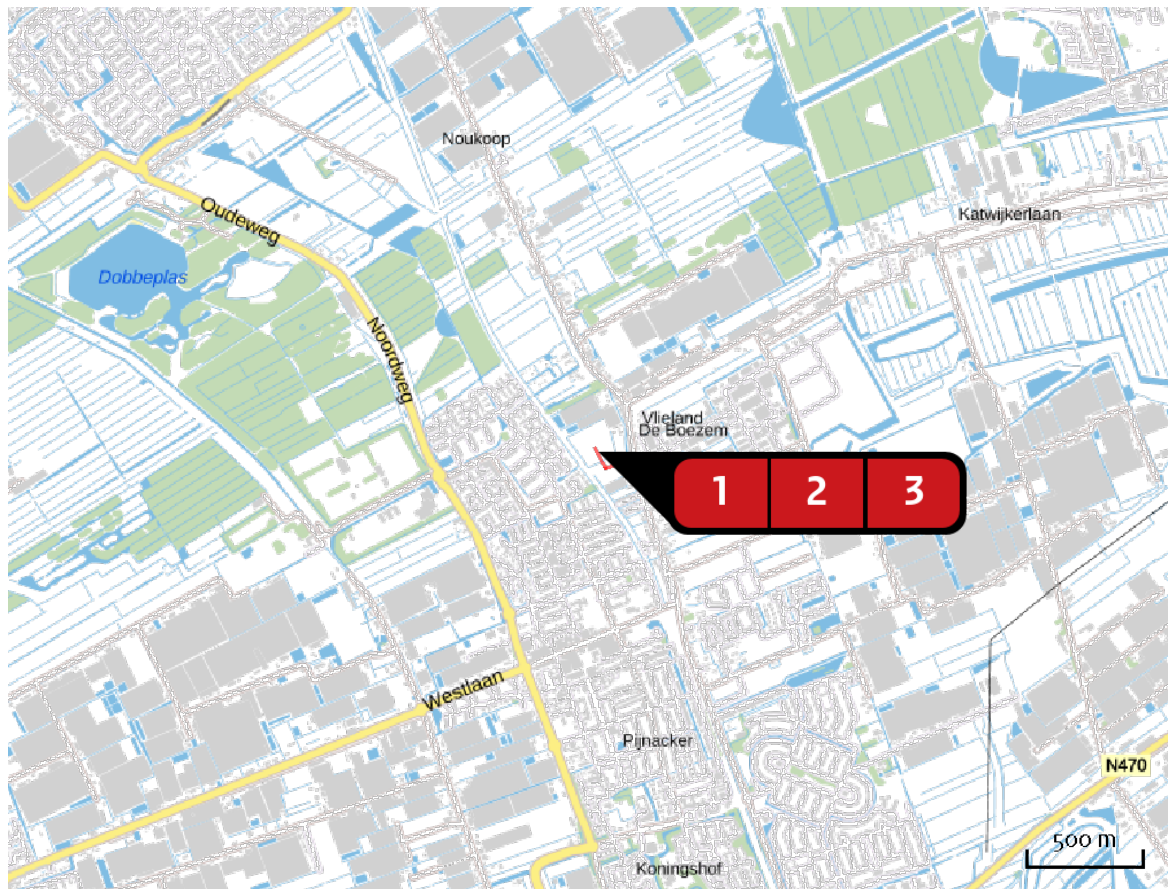 Noukoop
Oudeweg
Katwijkerlaan
Dobbeplas
Noordweg
Vlieland
De Boezem
1 2 3
Westlaan
Pijnacker
N470
500 m
Koningshof